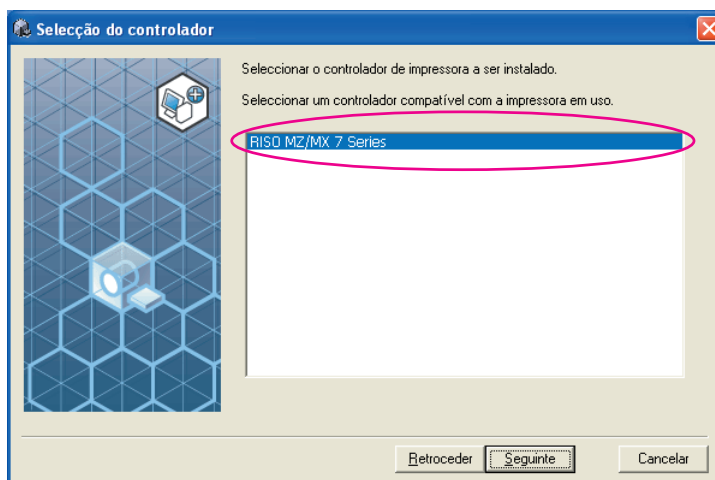 Selecção do controlador
Seleccionar o controlador de impressora a ser instalado.
Seleccionar um controlador compatível com a impressora em uso.
RISO MZ/MX 7 Series
Retroceder
Seguinte
Cancelar